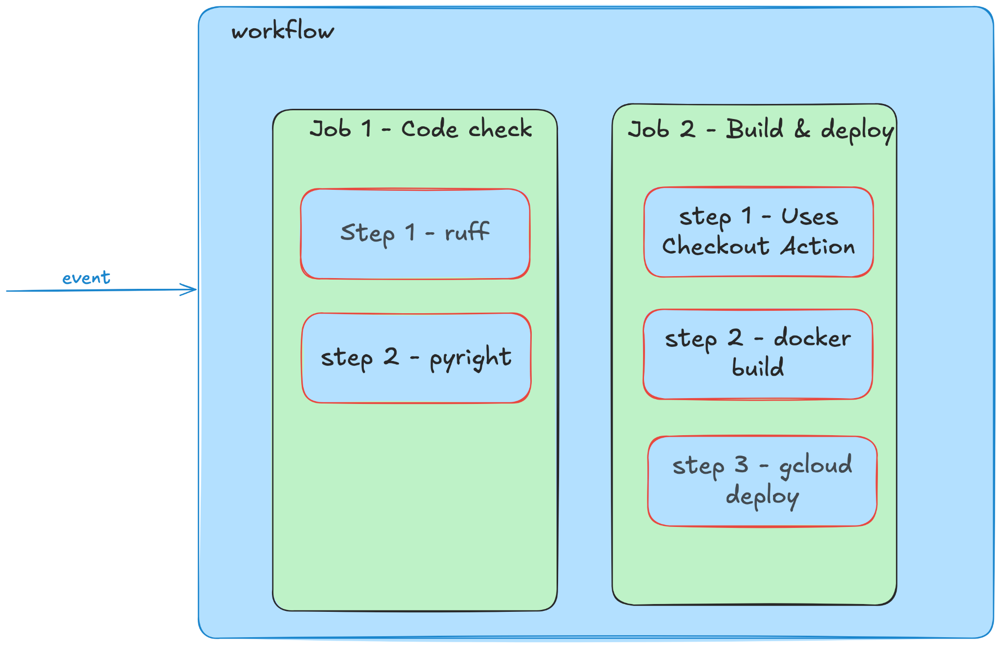 workflow
event
Job 1 - Code check
Step 1 - ruff
step 2 - pyright
Job 2 - Build & deploy
step 1 - Uses
Checkout Action
step 2 - docker
build
step 3 - gcloud
deploy